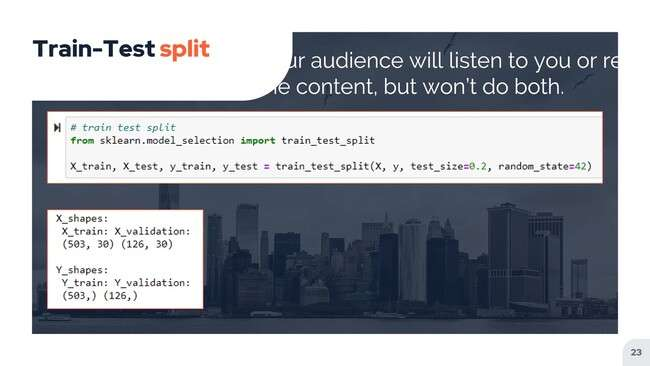 Train-Test split
ur audience will listen to you or re
he content, but won't do both.
# train test split
from sklearn.model_selection import train_test_split
X_train, X_test, y_train, y_test = train_test_split(X, y, test_size=0.2, random_state=42)
X_shapes:
X_train: X_validation:
(503, 30) (126, 30)
Y_shapes:
Y_train: Y_validation:
(503,) (126,)
23